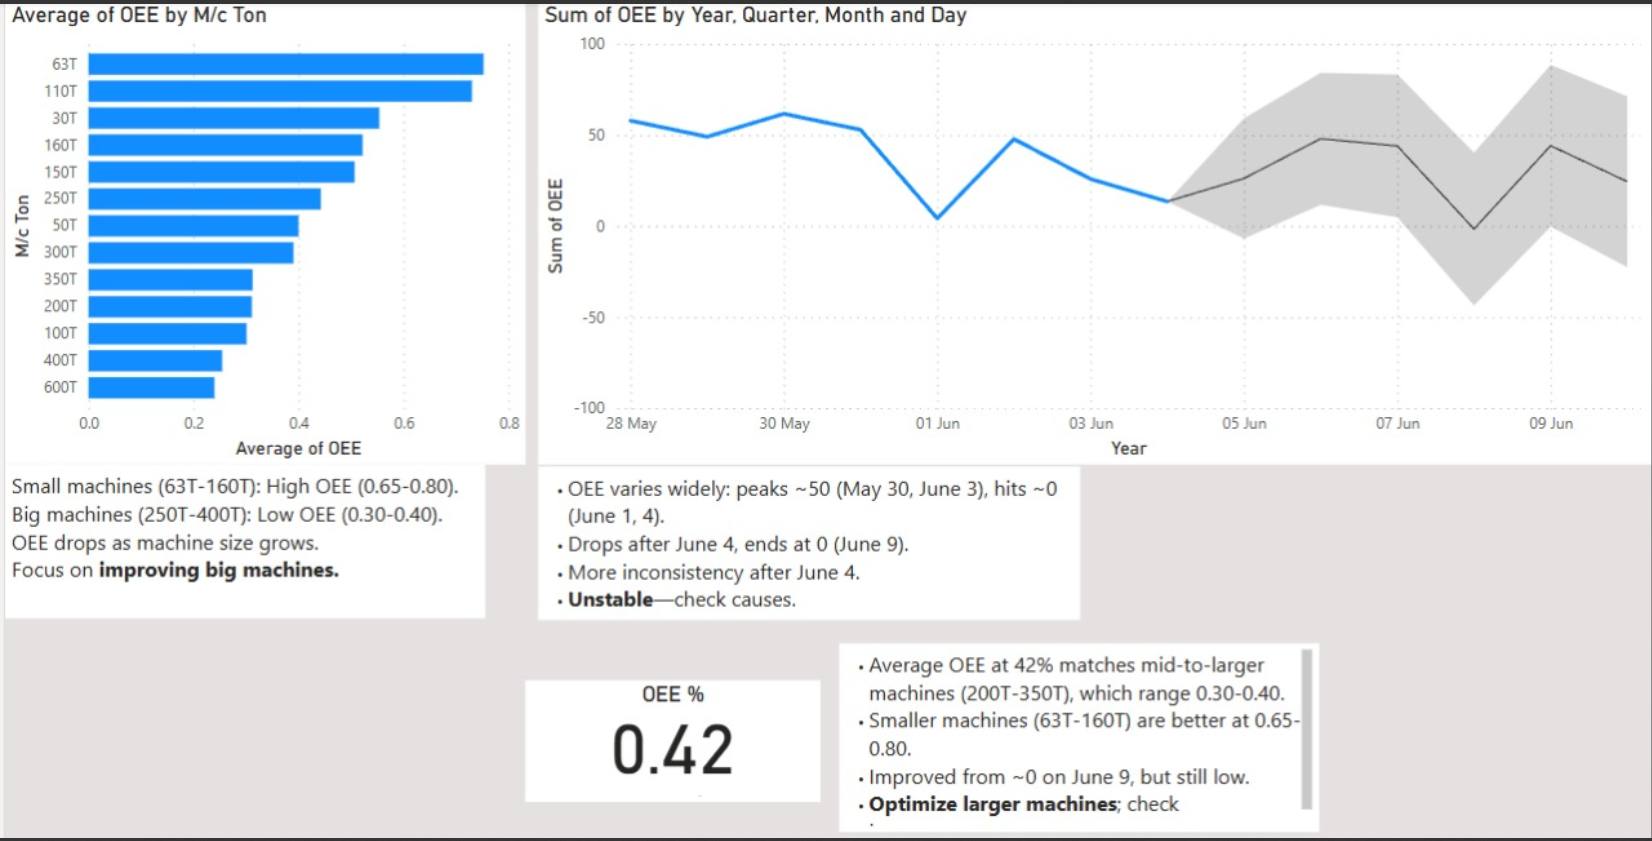 Average of OEE by M/c Ton
M/c Ton
63T
110T
30T
160T
150T
250T
50T
300T
350T
200T
100T
400T
600T
0.0 0.2 0.4 0.6 0.8
Average of OEE
Sum of OEE by Year, Quarter, Month and Day
Sum of OEE
100
50
0
-50
-100
28 May 30 May 01 Jun 03 Jun 05 Jun 07 Jun 09 Jun
Year
Small machines (63T-160T): High OEE (0.65-0.80).
Big machines (250T-400T): Low OEE (0.30-0.40).
OEE drops as machine size grows.
Focus on improving big machines.
• OEE varies widely: peaks ~50 (May 30, June 3), hits ~0
(June 1, 4).
• Drops after June 4, ends at 0 (June 9).
• More inconsistency after June 4.
• Unstable—check causes.
OEE %
0.42
• Average OEE at 42% matches mid-to-larger
machines (200T-350T), which range 0.30-0.40.
• Smaller machines (63T-160T) are better at 0.65-
0.80.
• Improved from ~0 on June 9, but still low.
• Optimize larger machines; check